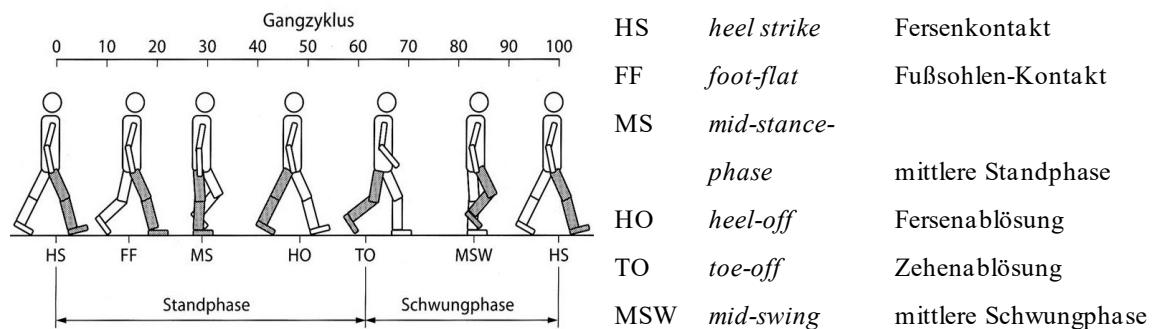 Gangzyklus
0 10 20 30 40 50 60 70 80 90 100
HS FF MS HO TO MSW HS
Standphase Schwungphase
HS heel strike Fersenkontakt
FF foot-flat Fußsohlen-Kontakt
MS mid-stance-
phase mittlere Standphase
HO heel-off Fersenablösung
TO toe-off Zehenablösung
MSW mid-swing mittlere Schwungphase